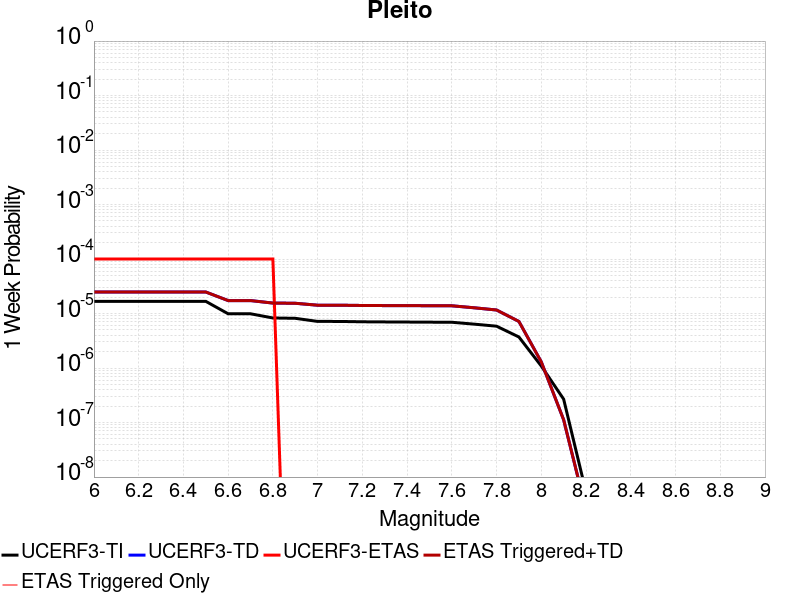 Pleito
10^0
10^-1
10^-2
10^-3
10^-4
10^-5
10^-6
10^-7
10^-8
1 Week Probability
6 6.2 6.4 6.6 6.8 7 7.2 7.4 7.6 7.8 8 8.2 8.4 8.6 8.8 9
Magnitude
UCERF3-TI UCERF3-TD UCERF3-ETAS ETAS Triggered+TD
ETAS Triggered Only